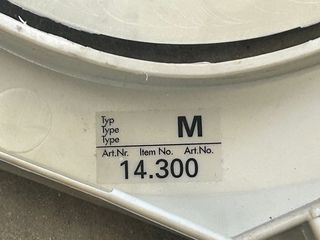 Typ
Type
Type
M
Art.Nr. Item No. Art.No.
14.300